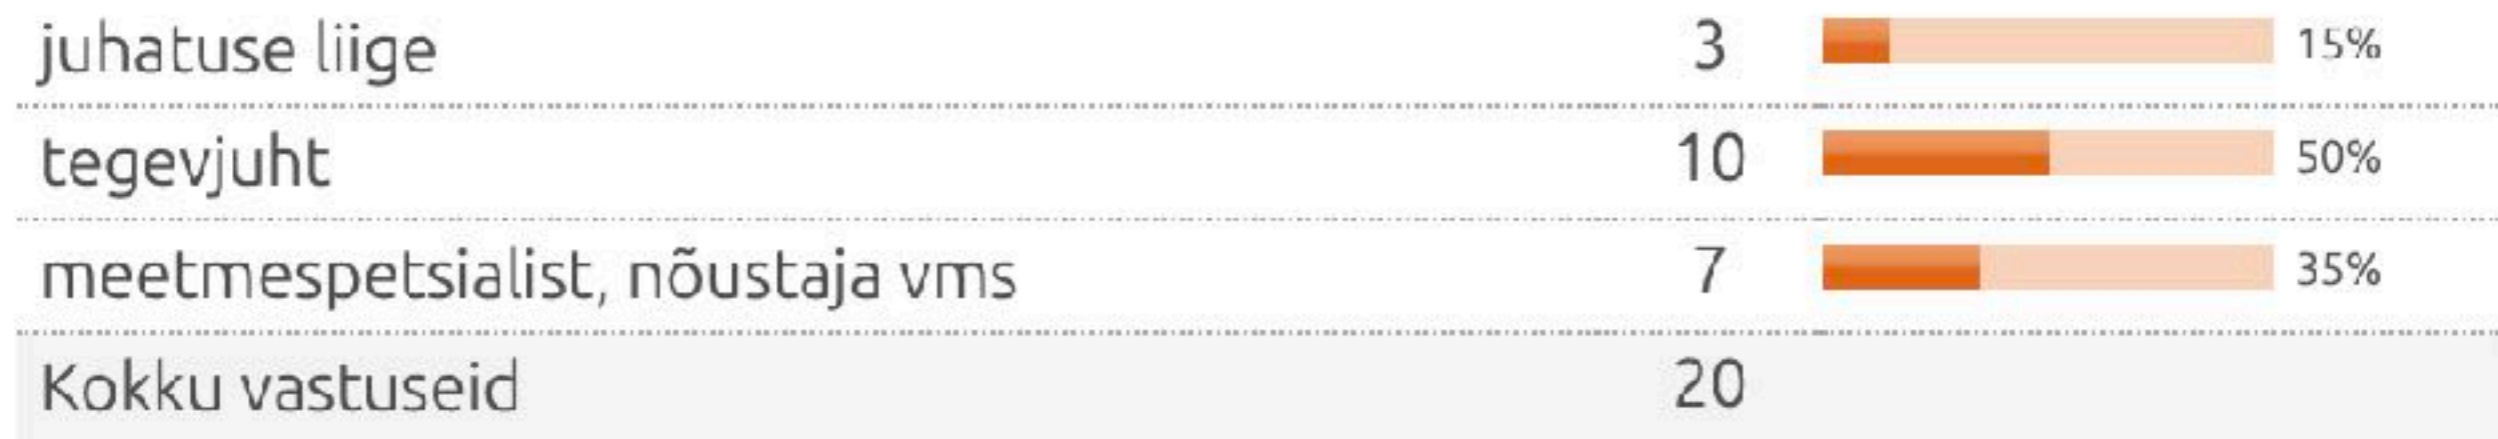 juhatuse liige 3 15%
tegevjuht 10 50%
meetmespetsialist, nõustaja vms 7 35%
Kokku vastuseid 20